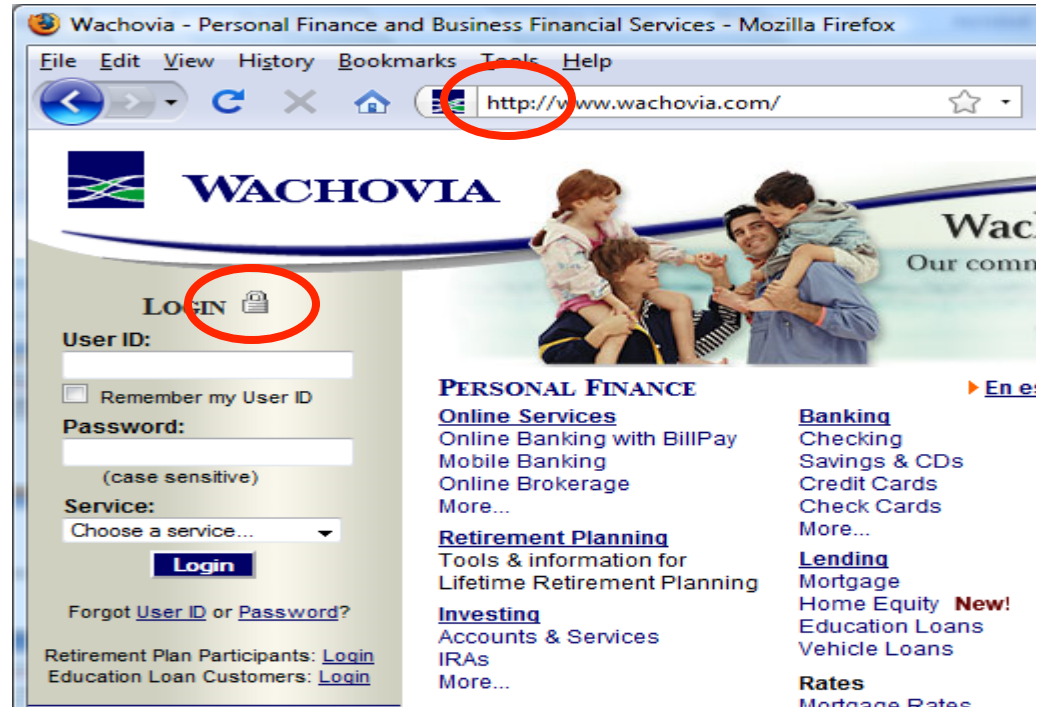 Wachovia - Personal Finance and Business Financial Services - Mozilla Firefox
File Edit View History Bookmarks Tools Help
http://www.wachovia.com/
WACHOVIA
Wac
Our comm
LOGIN
User ID:
Remember my User ID
Password:
(case sensitive)
Service:
Choose a service...
Login
Forgot User ID or Password?
Retirement Plan Participants: Login
Education Loan Customers: Login
PERSONAL FINANCE
Online Services
Online Banking with BillPay
Mobile Banking
Online Brokerage
More...
Retirement Planning
Tools & information for
Lifetime Retirement Planning
Investing
Accounts & Services
IRAs
More...
En es
Banking
Checking
Savings & CDs
Credit Cards
Check Cards
More...
Lending
Mortgage
Home Equity New!
Education Loans
Vehicle Loans
Rates
Mortgage Rates